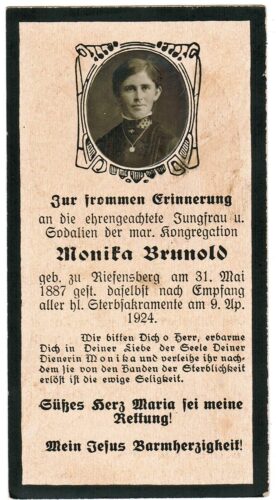 Zur frommen Erinnerung
an die ehrengeachtete Jungfrau u.
Sodalien der mar. Kongregation
Monika Brunold
geb. zu Riefensberg am 31. Mai
1887 gest. daselbst nach Empfang
aller hl. Sterbsakramente am 9. Ap.
1924.
Wir bitten Dich o Herr, erbarme
Dich in Deiner Liebe der Seele Deiner
Dienerin Monika und verleihe ihr nach-
dem sie von den Banden der Sterblichkeit
erlöst ist die ewige Seligkeit.
Süßes Herz Maria sei meine
Rettung!
Mein Jesus Barmherzigkeit!